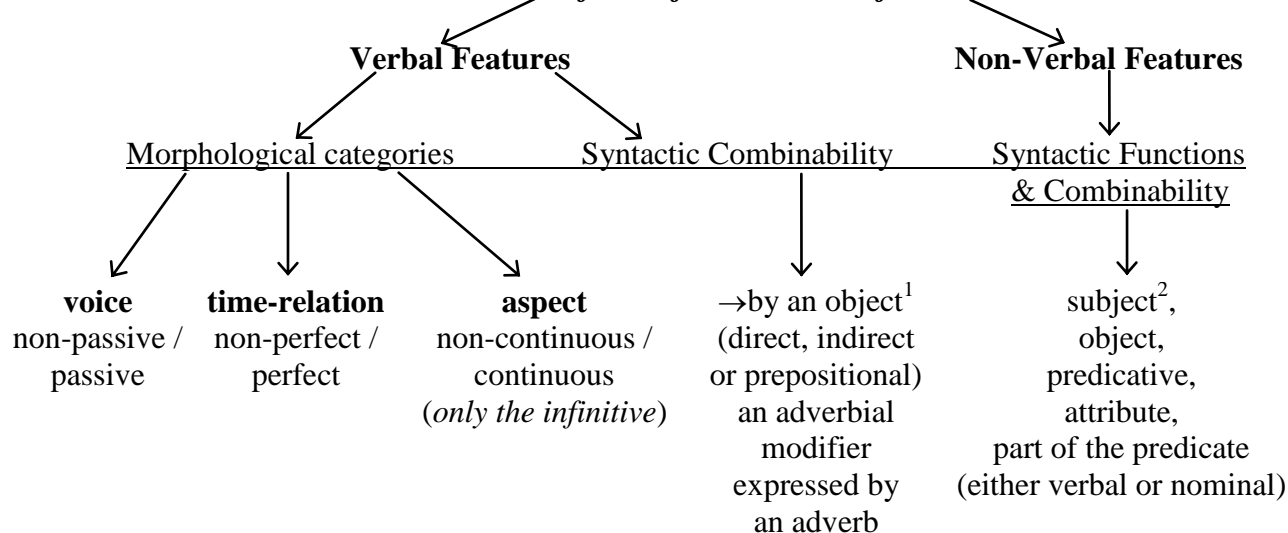 Verbal Features
Non-Verbal Features
Morphological categories
Syntactic Combinability
Syntactic Functions
& Combinability
voice
non-passive /
passive
time-relation
non-perfect /
perfect
aspect
non-continuous /
continuous
(only the infinitive)
→by an object1
(direct, indirect
or prepositional)
an adverbial
modifier
expressed by
an adverb
subject2,
object,
predicative,
attribute,
part of the predicate
(either verbal or nominal)